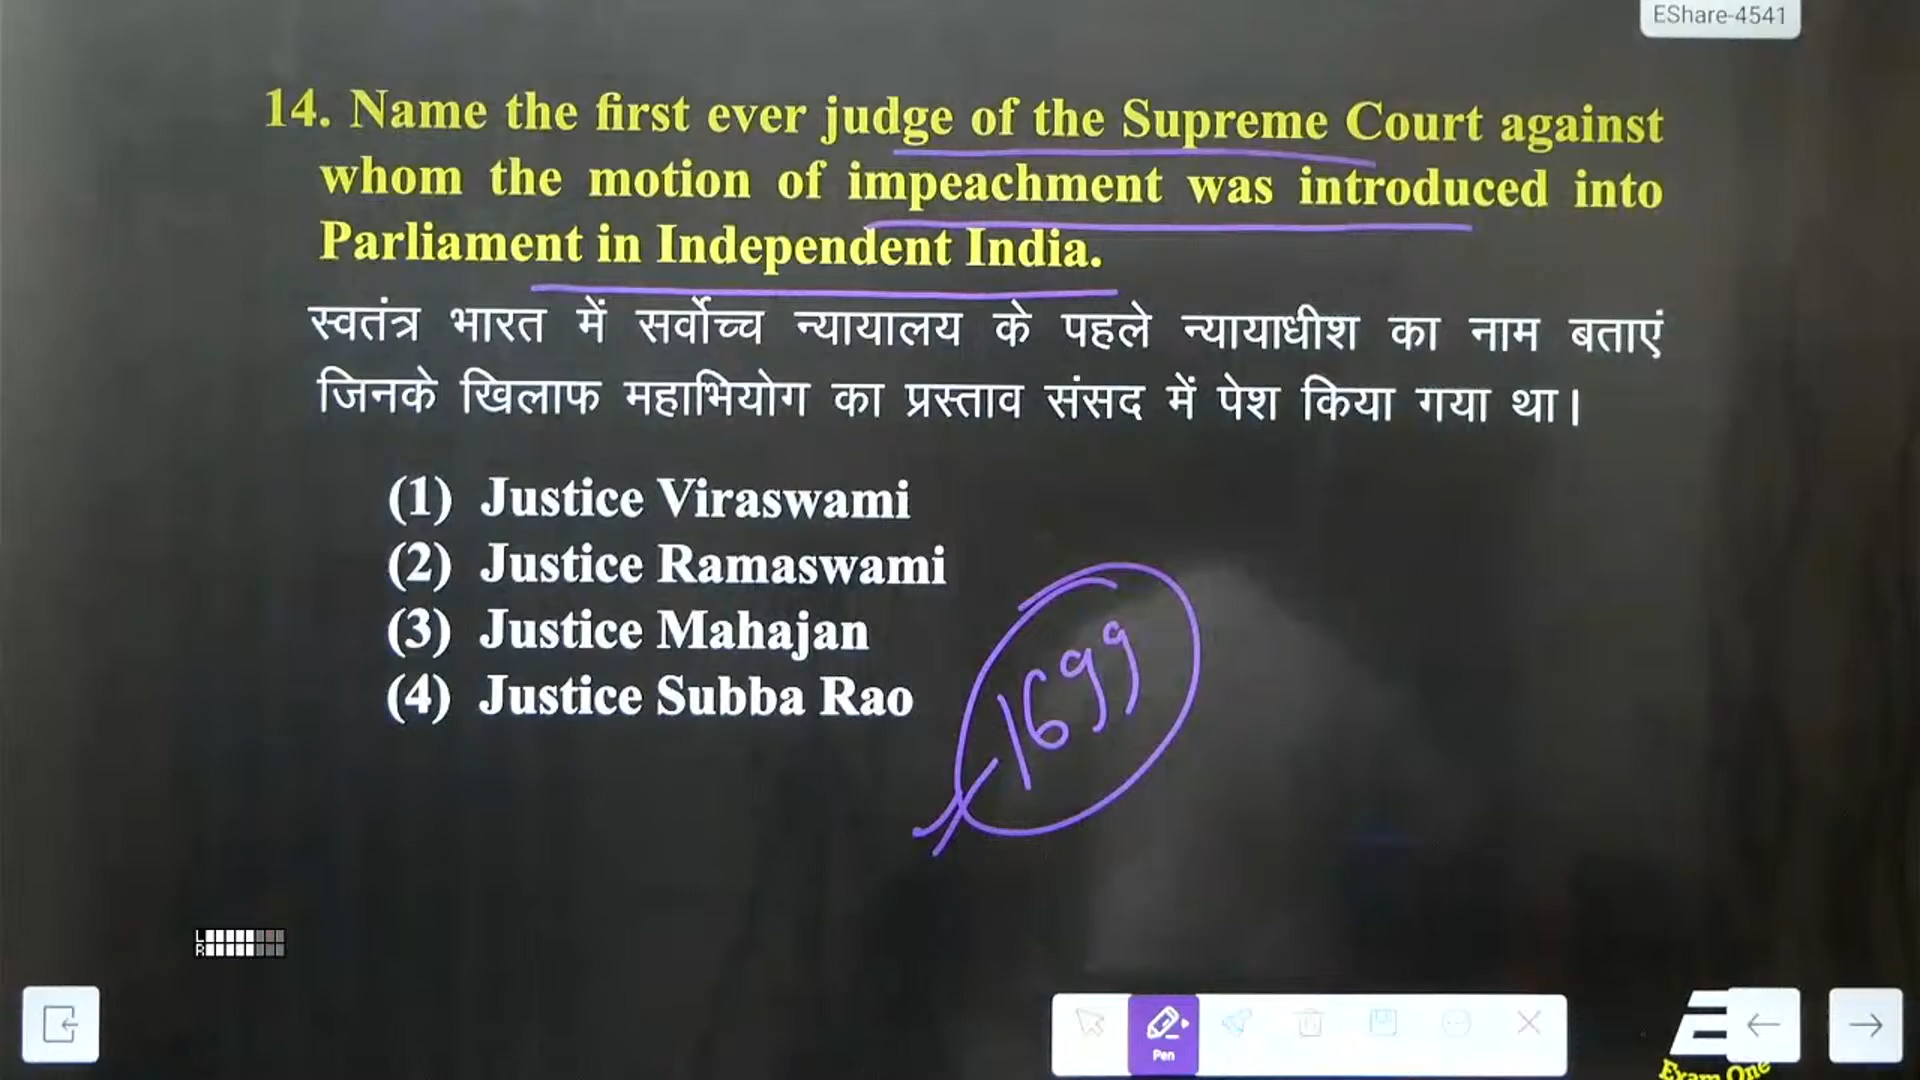 EShare-4541
14. Name the first ever judge of the Supreme Court against
whom the motion of impeachment was introduced into
Parliament in Independent India.
स्वतंत्र भारत में सर्वोच्च न्यायालय के पहले न्यायाधीश का नाम बताएं
जिनके खिलाफ महाभियोग का प्रस्ताव संसद में पेश किया गया था।
(1) Justice Viraswami
(2) Justice Ramaswami
(3) Justice Mahajan
(4) Justice Subba Rao
1699
L
R
Pen
Exam One